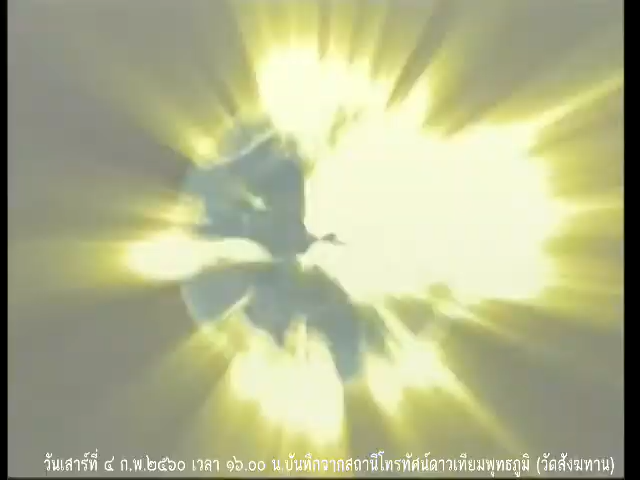 วันเสาร์ที่ ๔ ก.พ.๒๕๖๐ เวลา ๑๖.๐๐ น.บันทึกจากสถานีโทรทัศน์ดาวเทียมพุทธภูมิ (วัดสังฆทาน)